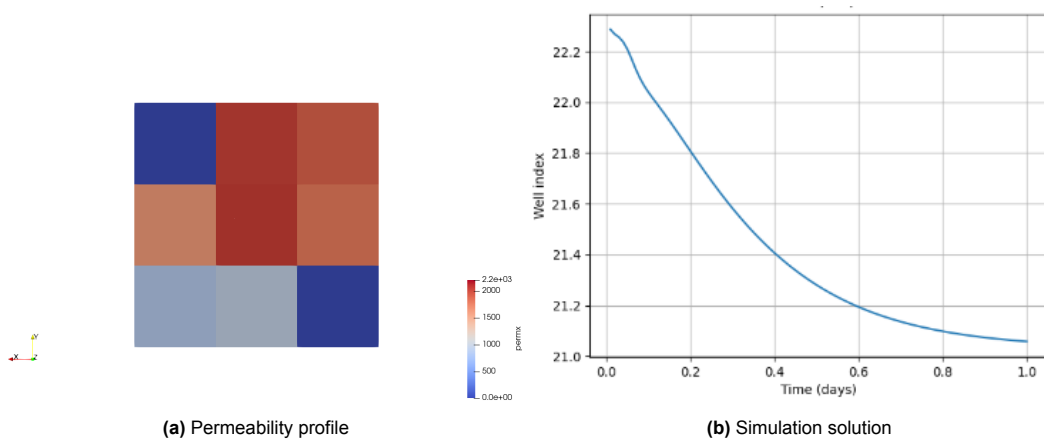 2.2e+03
2000
1500
1000
500
0.0e+00
permx
Y
X
Z
(a) Permeability profile
22.2
22.0
21.8
21.6
21.4
21.2
21.0
Well index
0.0 0.2 0.4 0.6 0.8 1.0
Time (days)
(b) Simulation solution